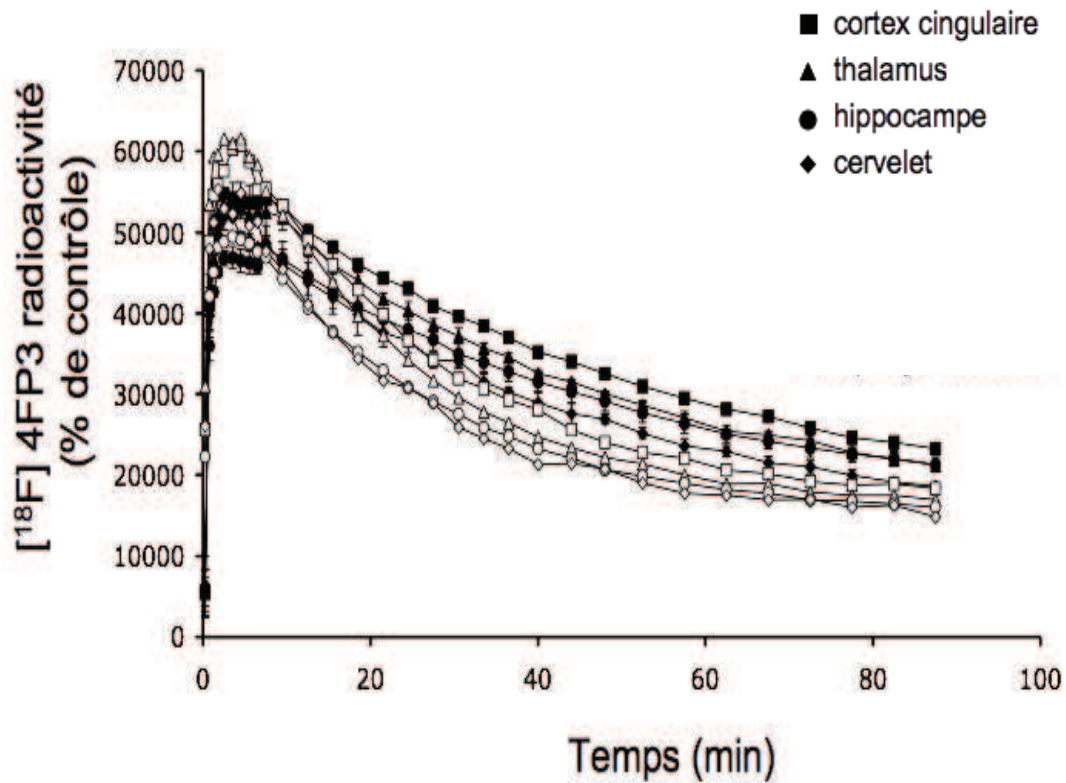 cortex cingulaire
thalamus
hippocampe
cervelet
[¹⁸F] 4FP3 radioactivité
(% de contrôle)
70000
60000
50000
40000
30000
20000
10000
0
0 20 40 60 80 100
Temps (min)